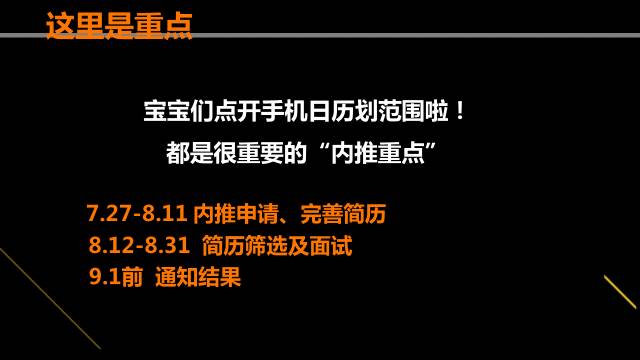 这里是重点
宝宝们点开手机日历划范围啦！
都是很重要的“内推重点”
7.27-8.11 内推申请、完善简历
8.12-8.31 简历筛选及面试
9.1前 通知结果